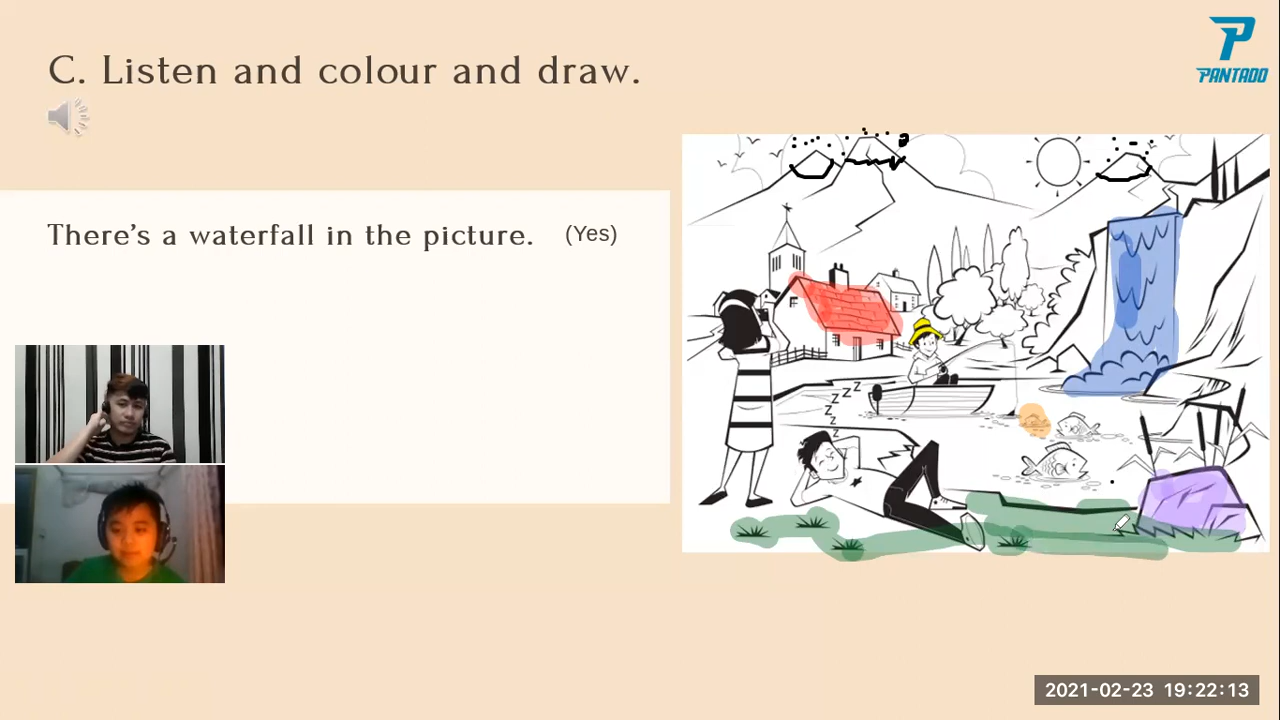 C. Listen and colour and draw.
PANTADO
There's a waterfall in the picture. (Yes)
z z z
z
z
z
z
2021-02-23 19:22:13